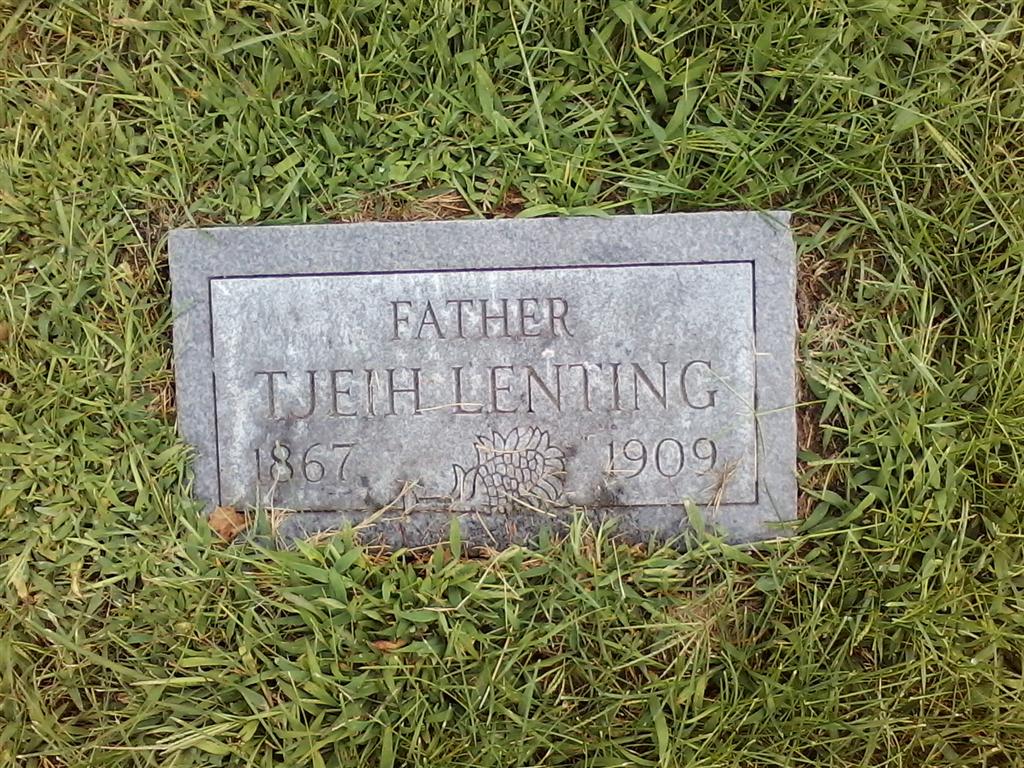 FATHER
TJEIH LENTING
1867 1909